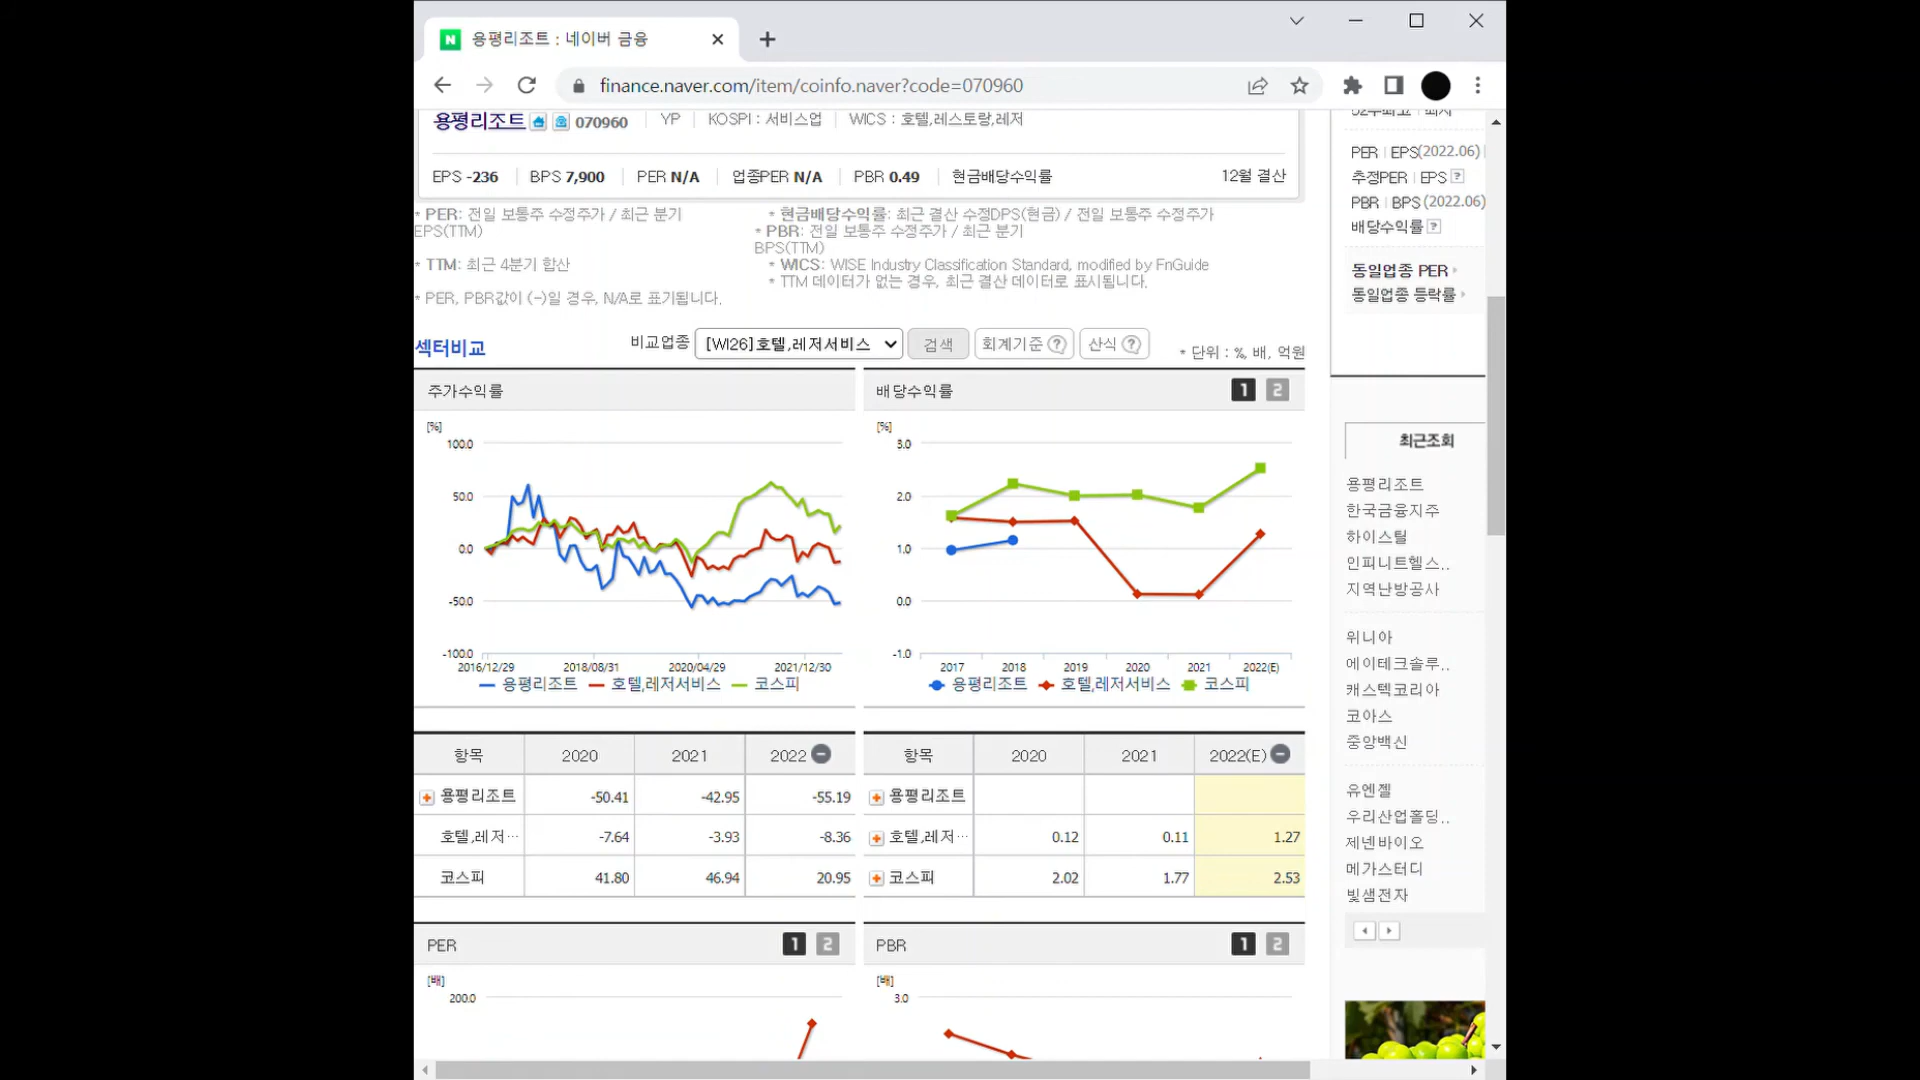 용평리조트 : 네이버 금융
finance.naver.com/item/coinfo.naver?code=070960
용평리조트 070960 YP KOSPI : 서비스업 WICS : 호텔,레스토랑,레저
EPS -236 BPS 7,900 PER N/A 업종PER N/A PBR 0.49 현금배당수익률 12월 결산
* PER: 전일 보통주 수정주가 / 최근 분기
EPS(TTM)
* TTM: 최근 4분기 합산
* PER, PBR값이 (-)일 경우, N/A로 표기됩니다.
* 현금배당수익률: 최근 결산 수정DPS(현금) / 전일 보통주 수정주가
* PBR: 전일 보통주 수정주가 / 최근 분기
BPS(TTM)
* WICS: WISE Industry Classification Standard, modified by FnGuide
* TTM 데이터가 없는 경우, 최근 결산 데이터로 표시됩니다.
섹터비교 비교업종 [WI26]호텔,레저서비스 검색 회계기준 ? 산식 ? * 단위 : %, 배, 억원
주가수익률
[%]
100.0
50.0
0.0
-50.0
-100.0
2016/12/29 2018/08/31 2020/04/29 2021/12/30
용평리조트 호텔,레저서비스 코스피
배당수익률 1 2
[%]
3.0
2.0
1.0
0.0
-1.0
2017 2018 2019 2020 2021 2022(E)
용평리조트 호텔,레저서비스 코스피
항목 2020 2021 2022
용평리조트 -50.41 -42.95 -55.19
호텔,레저… -7.64 -3.93 -8.36
코스피 41.80 46.94 20.95
항목 2020 2021 2022(E)
용평리조트
호텔,레저… 0.12 0.11 1.27
코스피 2.02 1.77 2.53
PER 1 2
[배]
200.0
PBR 1 2
[배]
3.0
PER | EPS(2022.06)
추정PER | EPS ?
PBR | BPS (2022.06)
배당수익률 ?
동일업종 PER
동일업종 등락률
최근조회
용평리조트
한국금융지주
하이스틸
인피니트헬스..
지역난방공사
위니아
에이테크솔루..
캐스텍코리아
코아스
중앙백신
유엔젤
우리산업홀딩..
제넨바이오
메가스터디
빛샘전자